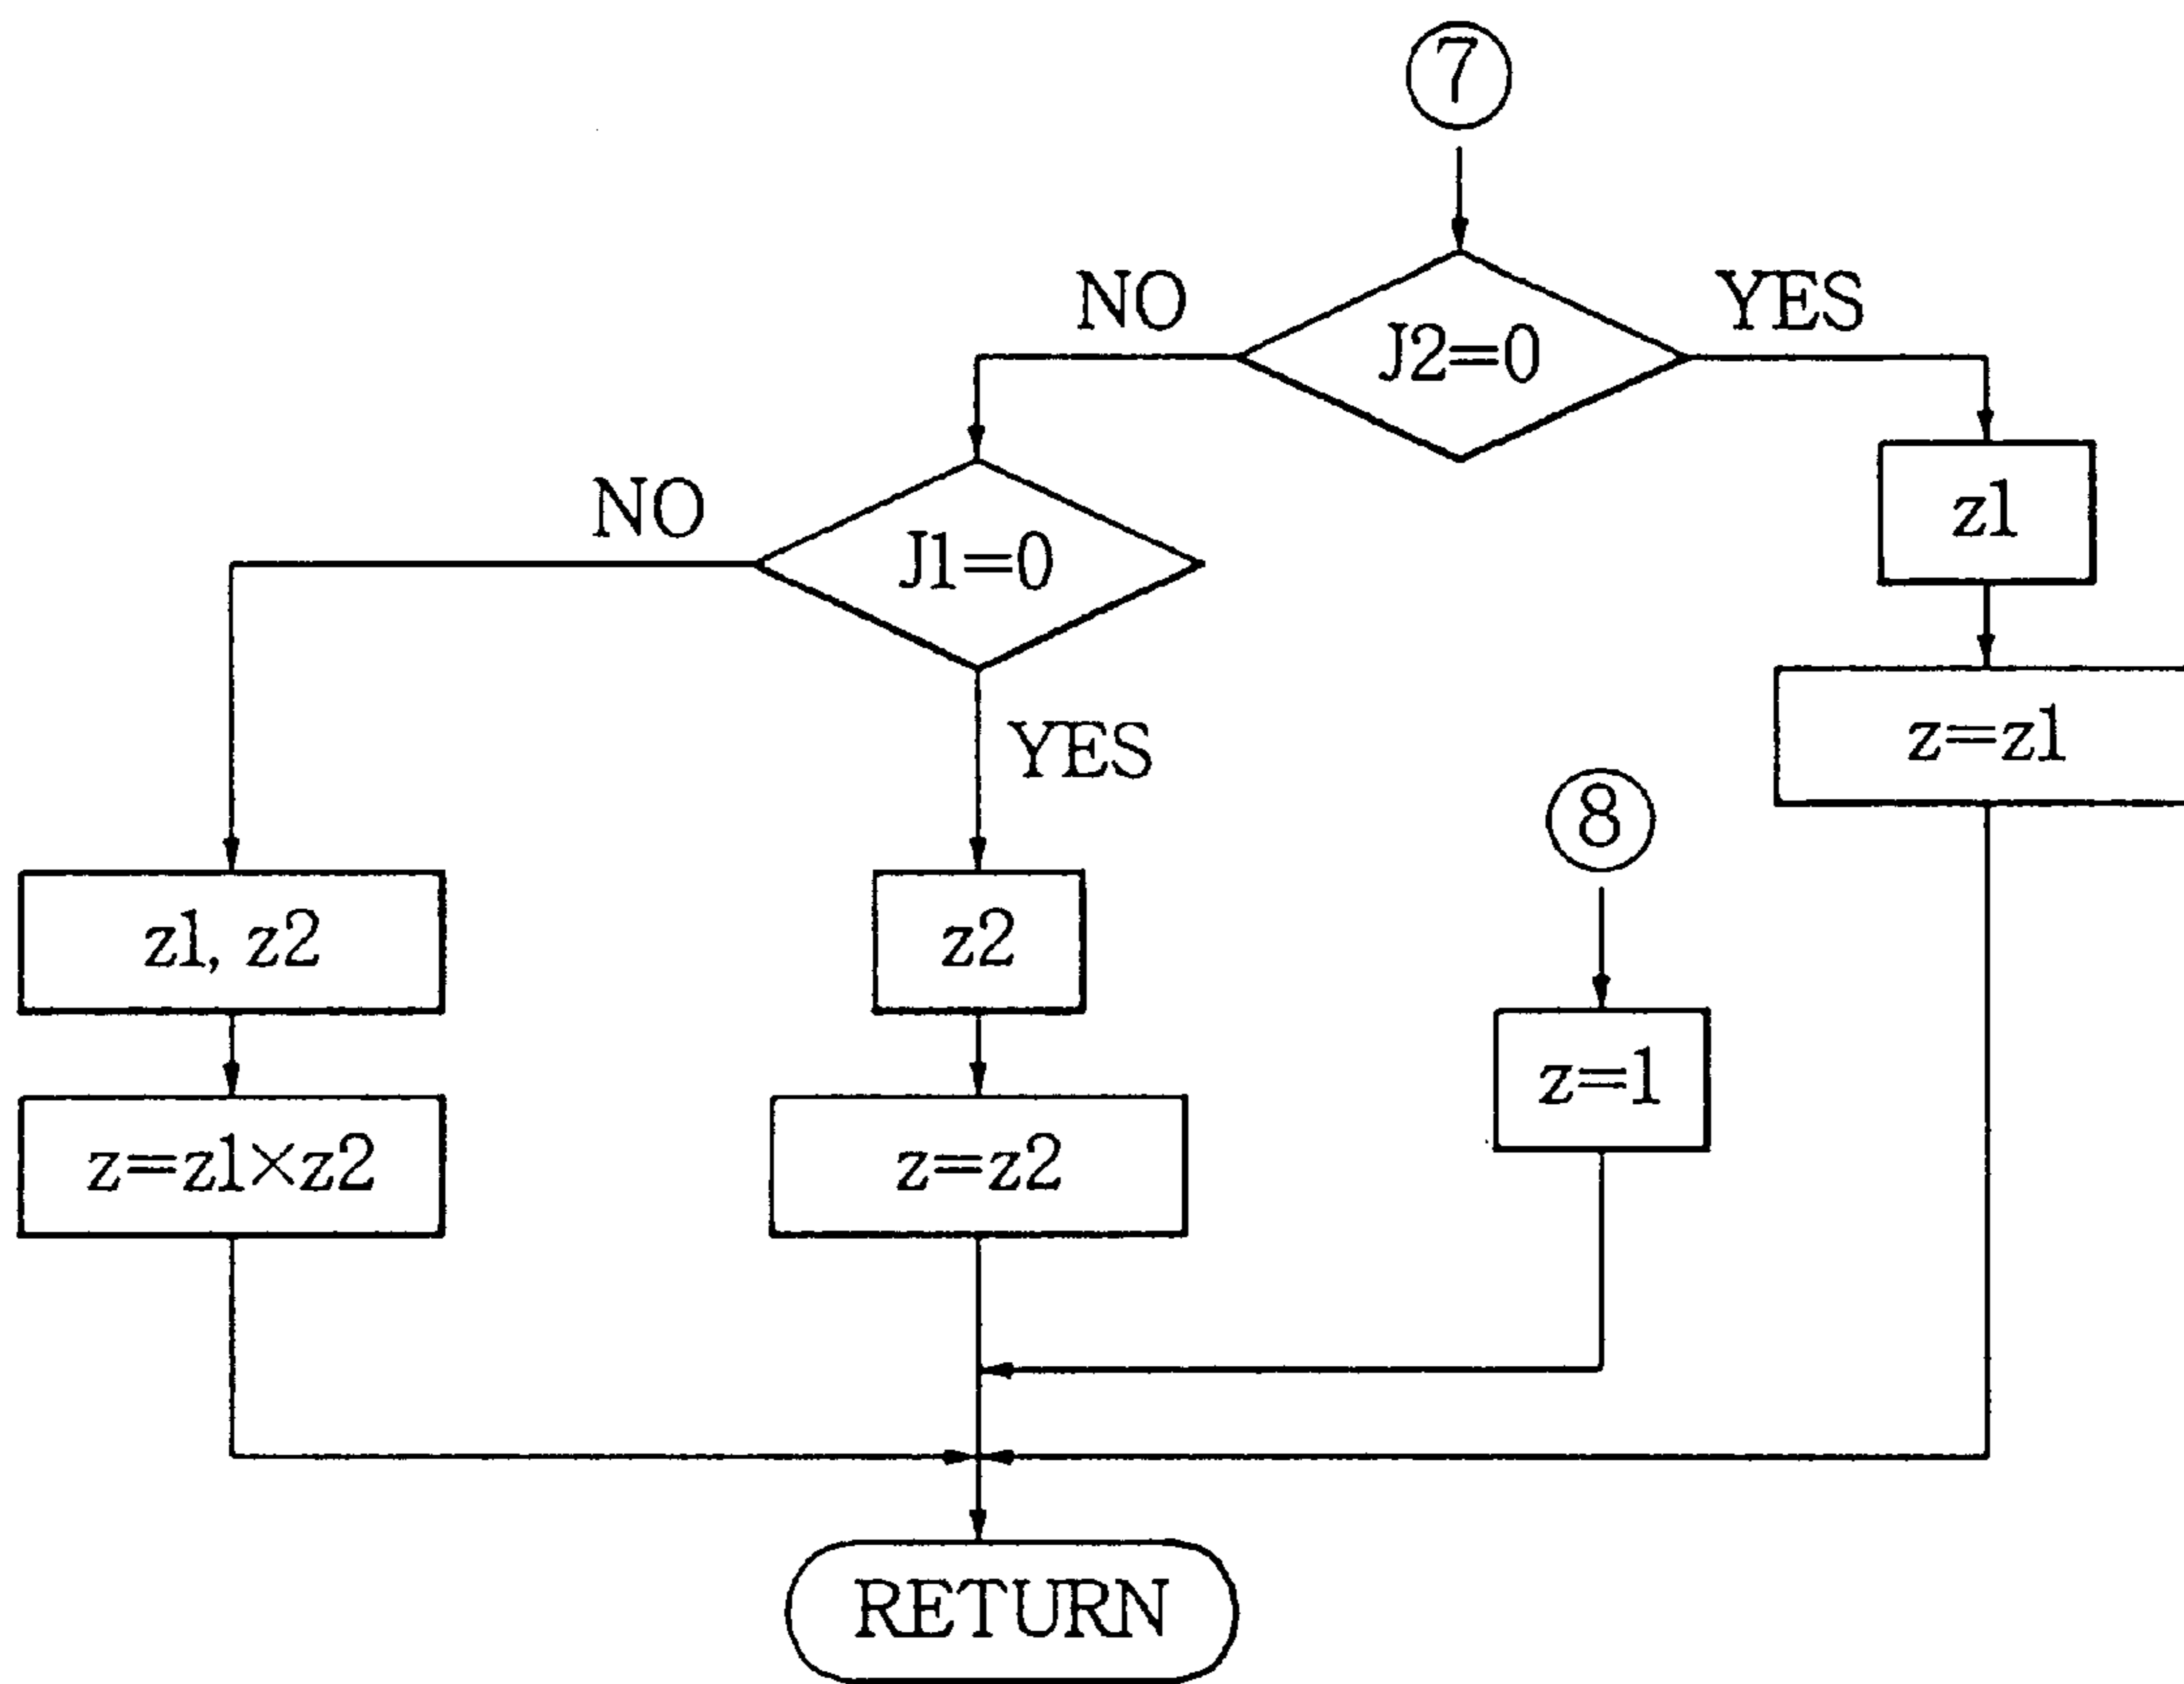 7
NO
J2=0
YES
NO
J1=0
z1
YES
z=z1
8
z1, z2
z2
z=1
z=z1×z2
z=z2
RETURN